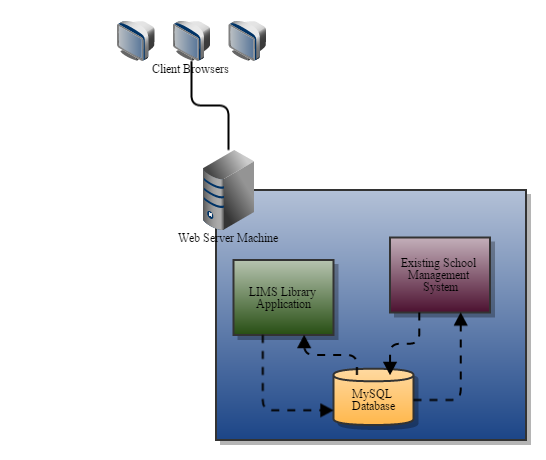 Client Browsers
Web Server Machine
Existing School
Management
System
LIMS Library
Application
MySQL
Database